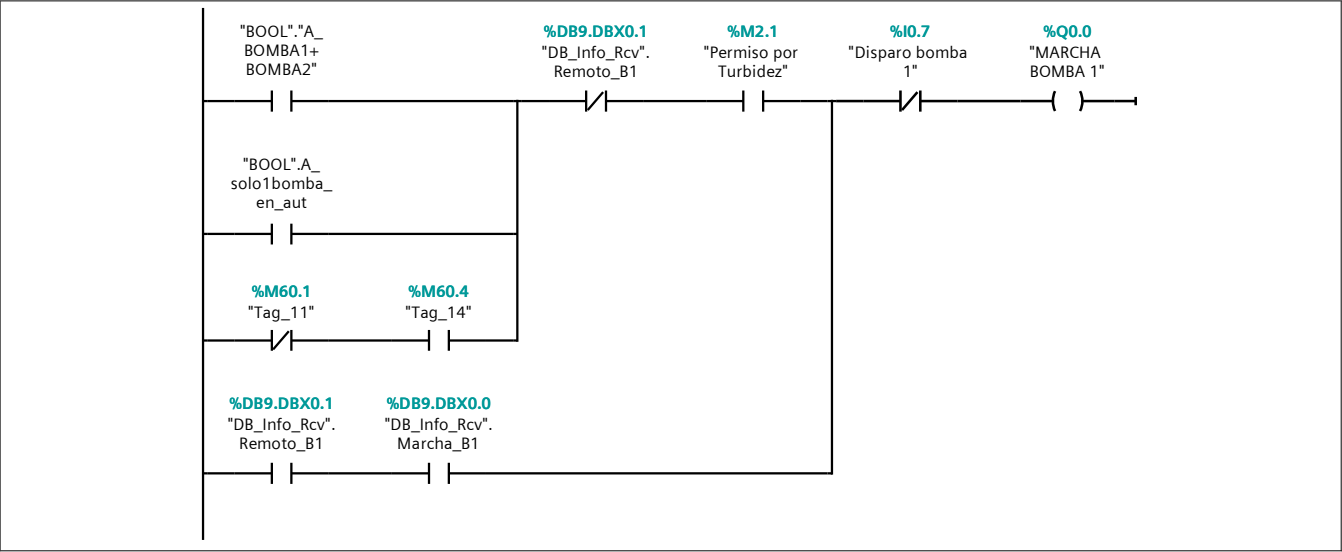 "BOOL"."A_
BOMBA1+
BOMBA2"
%DB9.DBX0.1
"DB_Info_Rcv".
Remoto_B1
%M2.1
"Permiso por
Turbidez"
%I0.7
"Disparo bomba
1"
%Q0.0
"MARCHA
BOMBA 1"
"BOOL".A_
solo1bomba_
en_aut
%M60.1
"Tag_11"
%M60.4
"Tag_14"
%DB9.DBX0.1
"DB_Info_Rcv".
Remoto_B1
%DB9.DBX0.0
"DB_Info_Rcv".
Marcha_B1